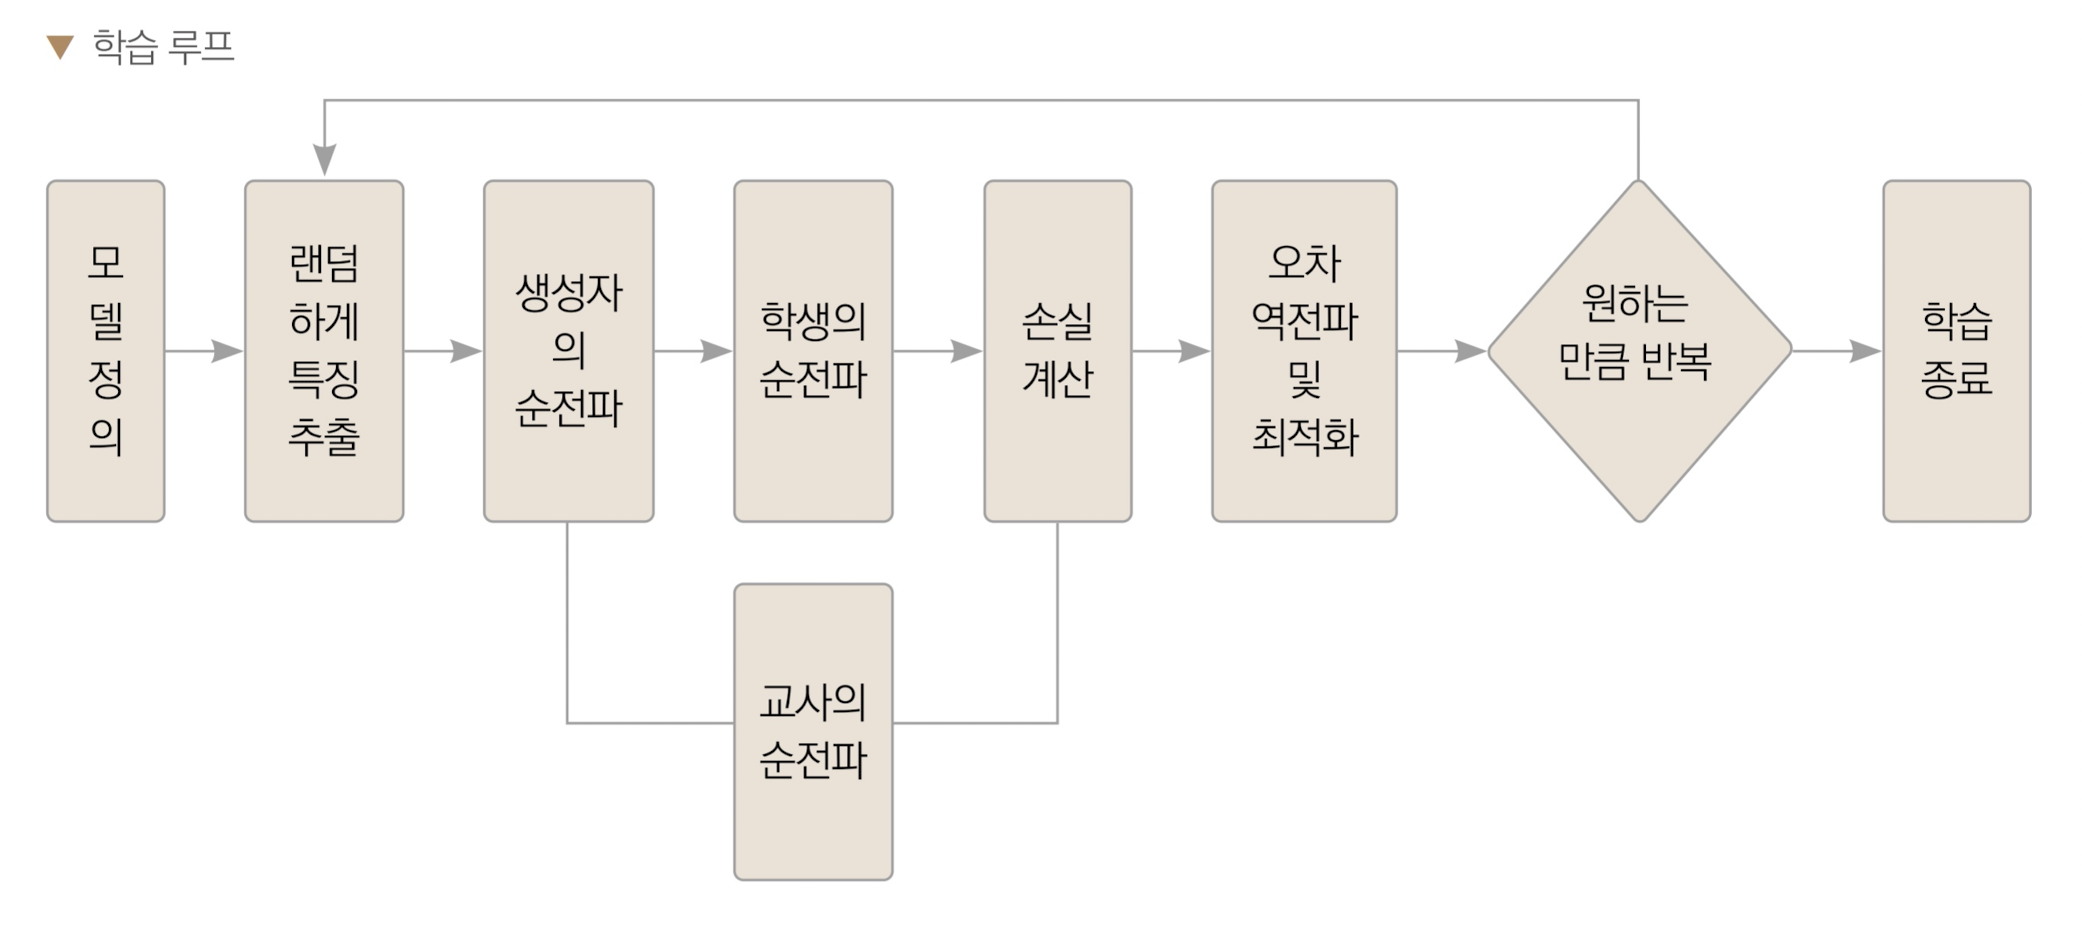 ▼ 학습 루프
모
델
정
의
랜덤
하게
특징
추출
생성자
의
순전파
학생의
순전파
손실
계산
오차
역전파
및
최적화
원하는
만큼 반복
학습
종료
교사의
순전파